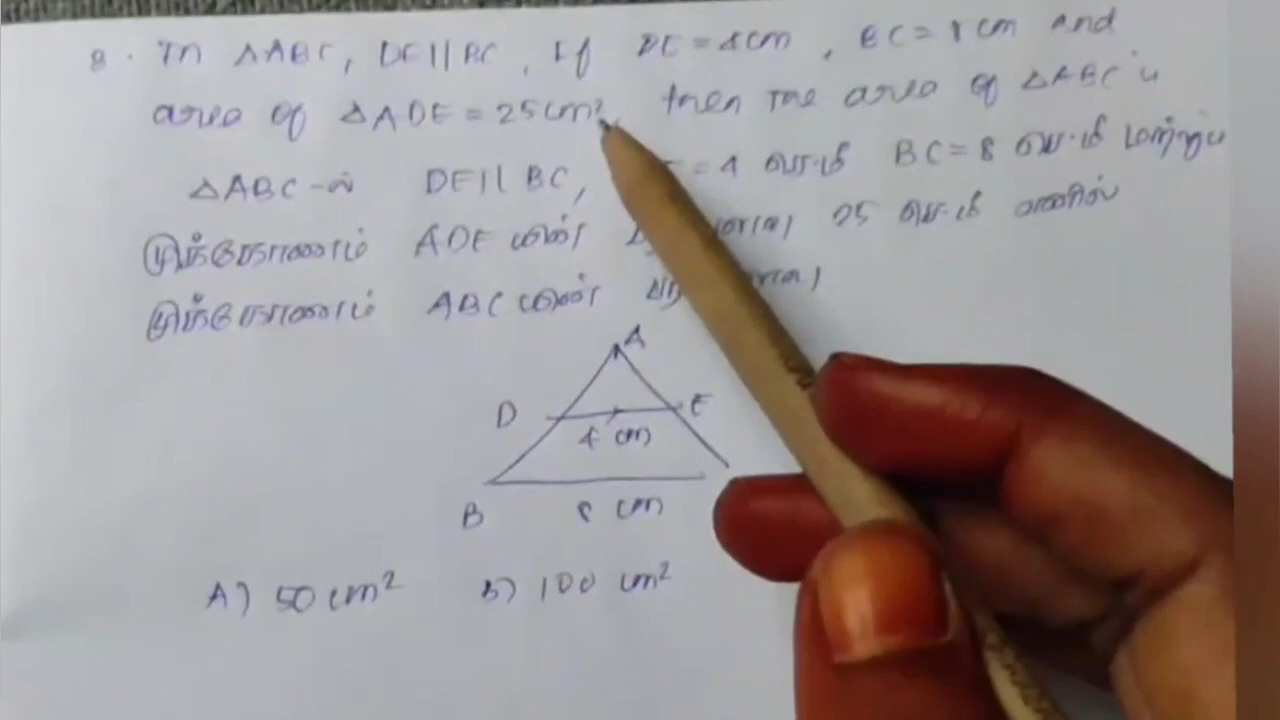 8. In △ABC, DE||BC, If DE = 4cm, BC = 8 cm and
area of △ADE = 25cm², then the area of △ABC is
△ABC-ல் DE||BC, = 4 செ.மீ BC = 8 செ.மீ மற்றும்
முக்கோணம் ADE யின் 25 செ.மீ எனில்
முக்கோணம் ABC யின்
A
D E
4 cm
B 8 cm
A) 50 cm² B) 100 cm²